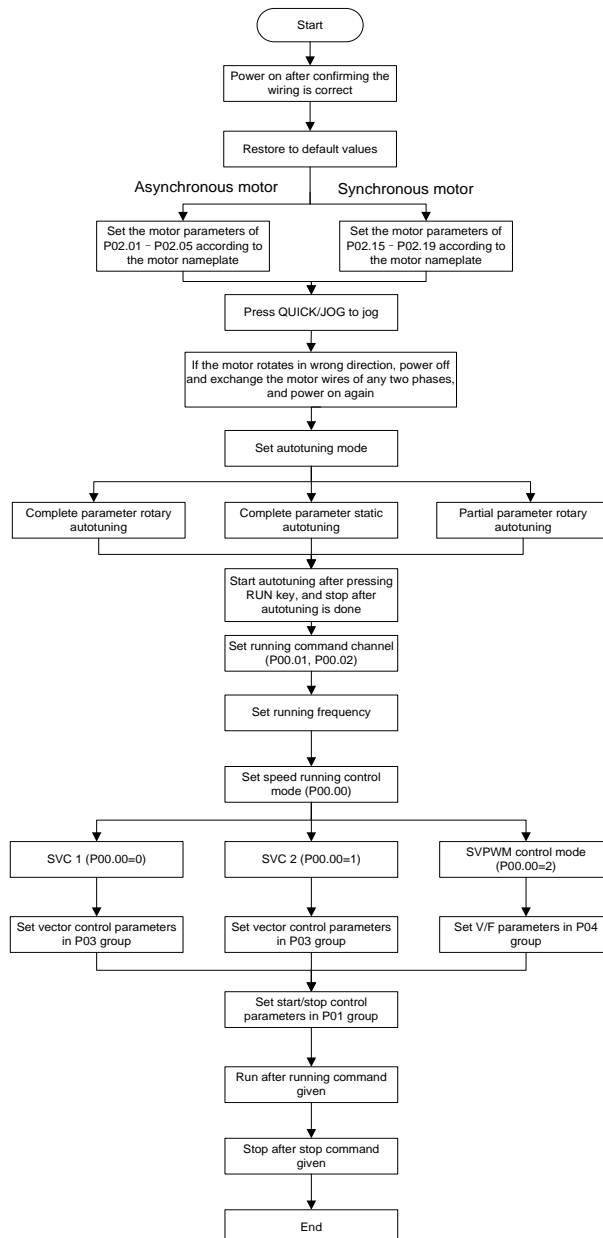 Start
Power on after confirming the
wiring is correct
Restore to default values
Asynchronous motor
Synchronous motor
Set the motor parameters of
P02.01–P02.05 according to
the motor nameplate
Set the motor parameters of
P02.15–P02.19 according to
the motor nameplate
Press QUICK/JOG to jog
If the motor rotates in wrong direction, power off
and exchange the motor wires of any two phases,
and power on again
Set autotuning mode
Complete parameter rotary
autotuning
Complete parameter static
autotuning
Partial parameter rotary
autotuning
Start autotuning after pressing
RUN key, and stop after
autotuning is done
Set running command channel
(P00.01, P00.02)
Set running frequency
Set speed running control
mode (P00.00)
SVC 1 (P00.00=0)
SVC 2 (P00.00=1)
SVPWM control mode
(P00.00=2)
Set vector control parameters
in P03 group
Set vector control parameters
in P03 group
Set V/F parameters in P04
group
Set start/stop control
parameters in P01 group
Run after running command
given
Stop after stop command
given
End